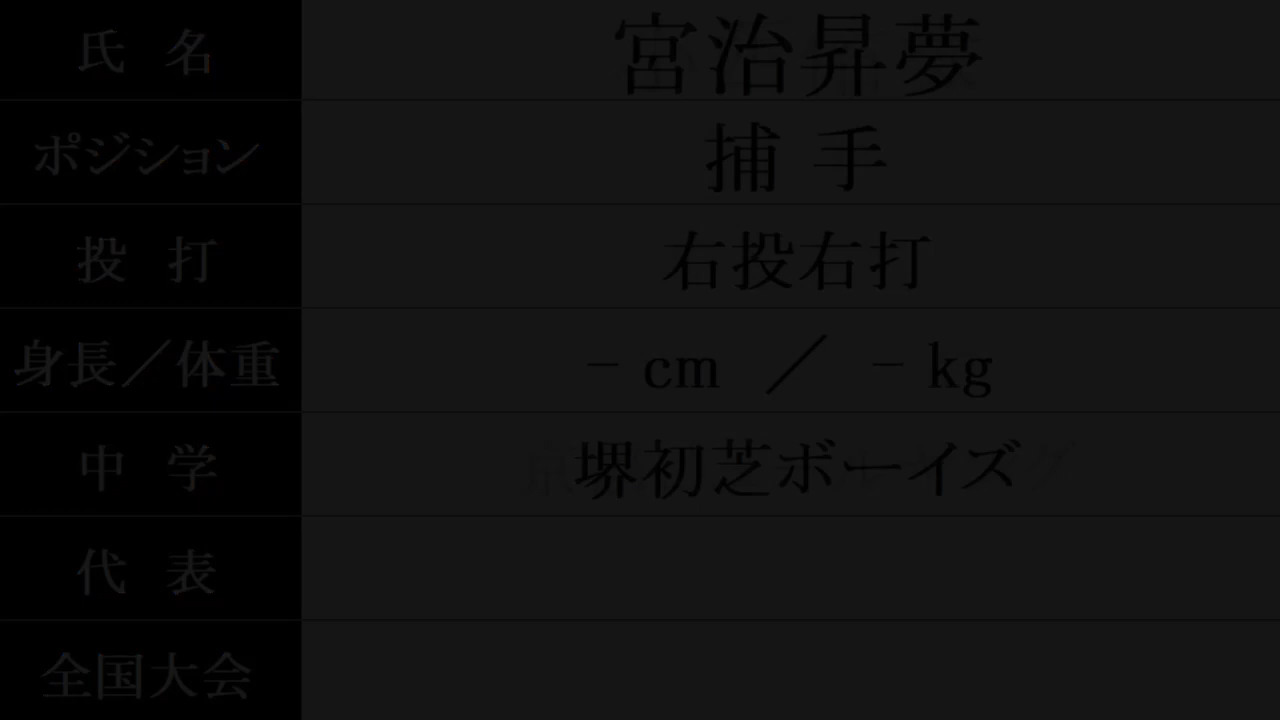 氏 名 宮治昇夢
ポジション 捕 手
投 打 右投右打
身長／体重 − cm ／ − kg
中 学 堺初芝ボーイズ
代 表
全国大会